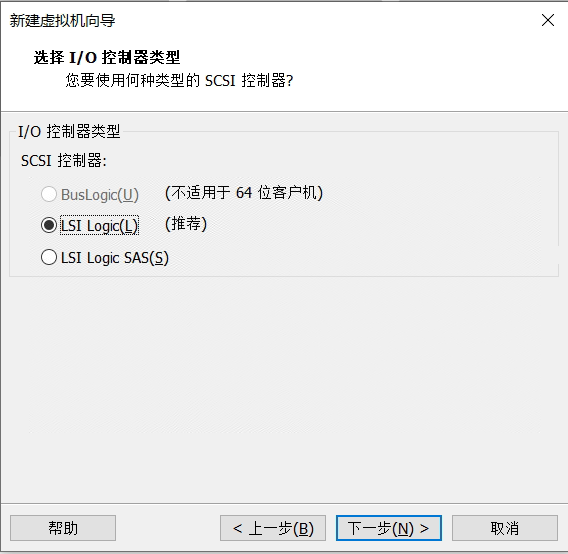 新建虚拟机向导
选择 I/O 控制器类型
您要使用何种类型的 SCSI 控制器?
I/O 控制器类型
SCSI 控制器:
BusLogic(U) (不适用于 64 位客户机)
LSI Logic(L) (推荐)
LSI Logic SAS(S)
帮助 < 上一步(B) 下一步(N) > 取消